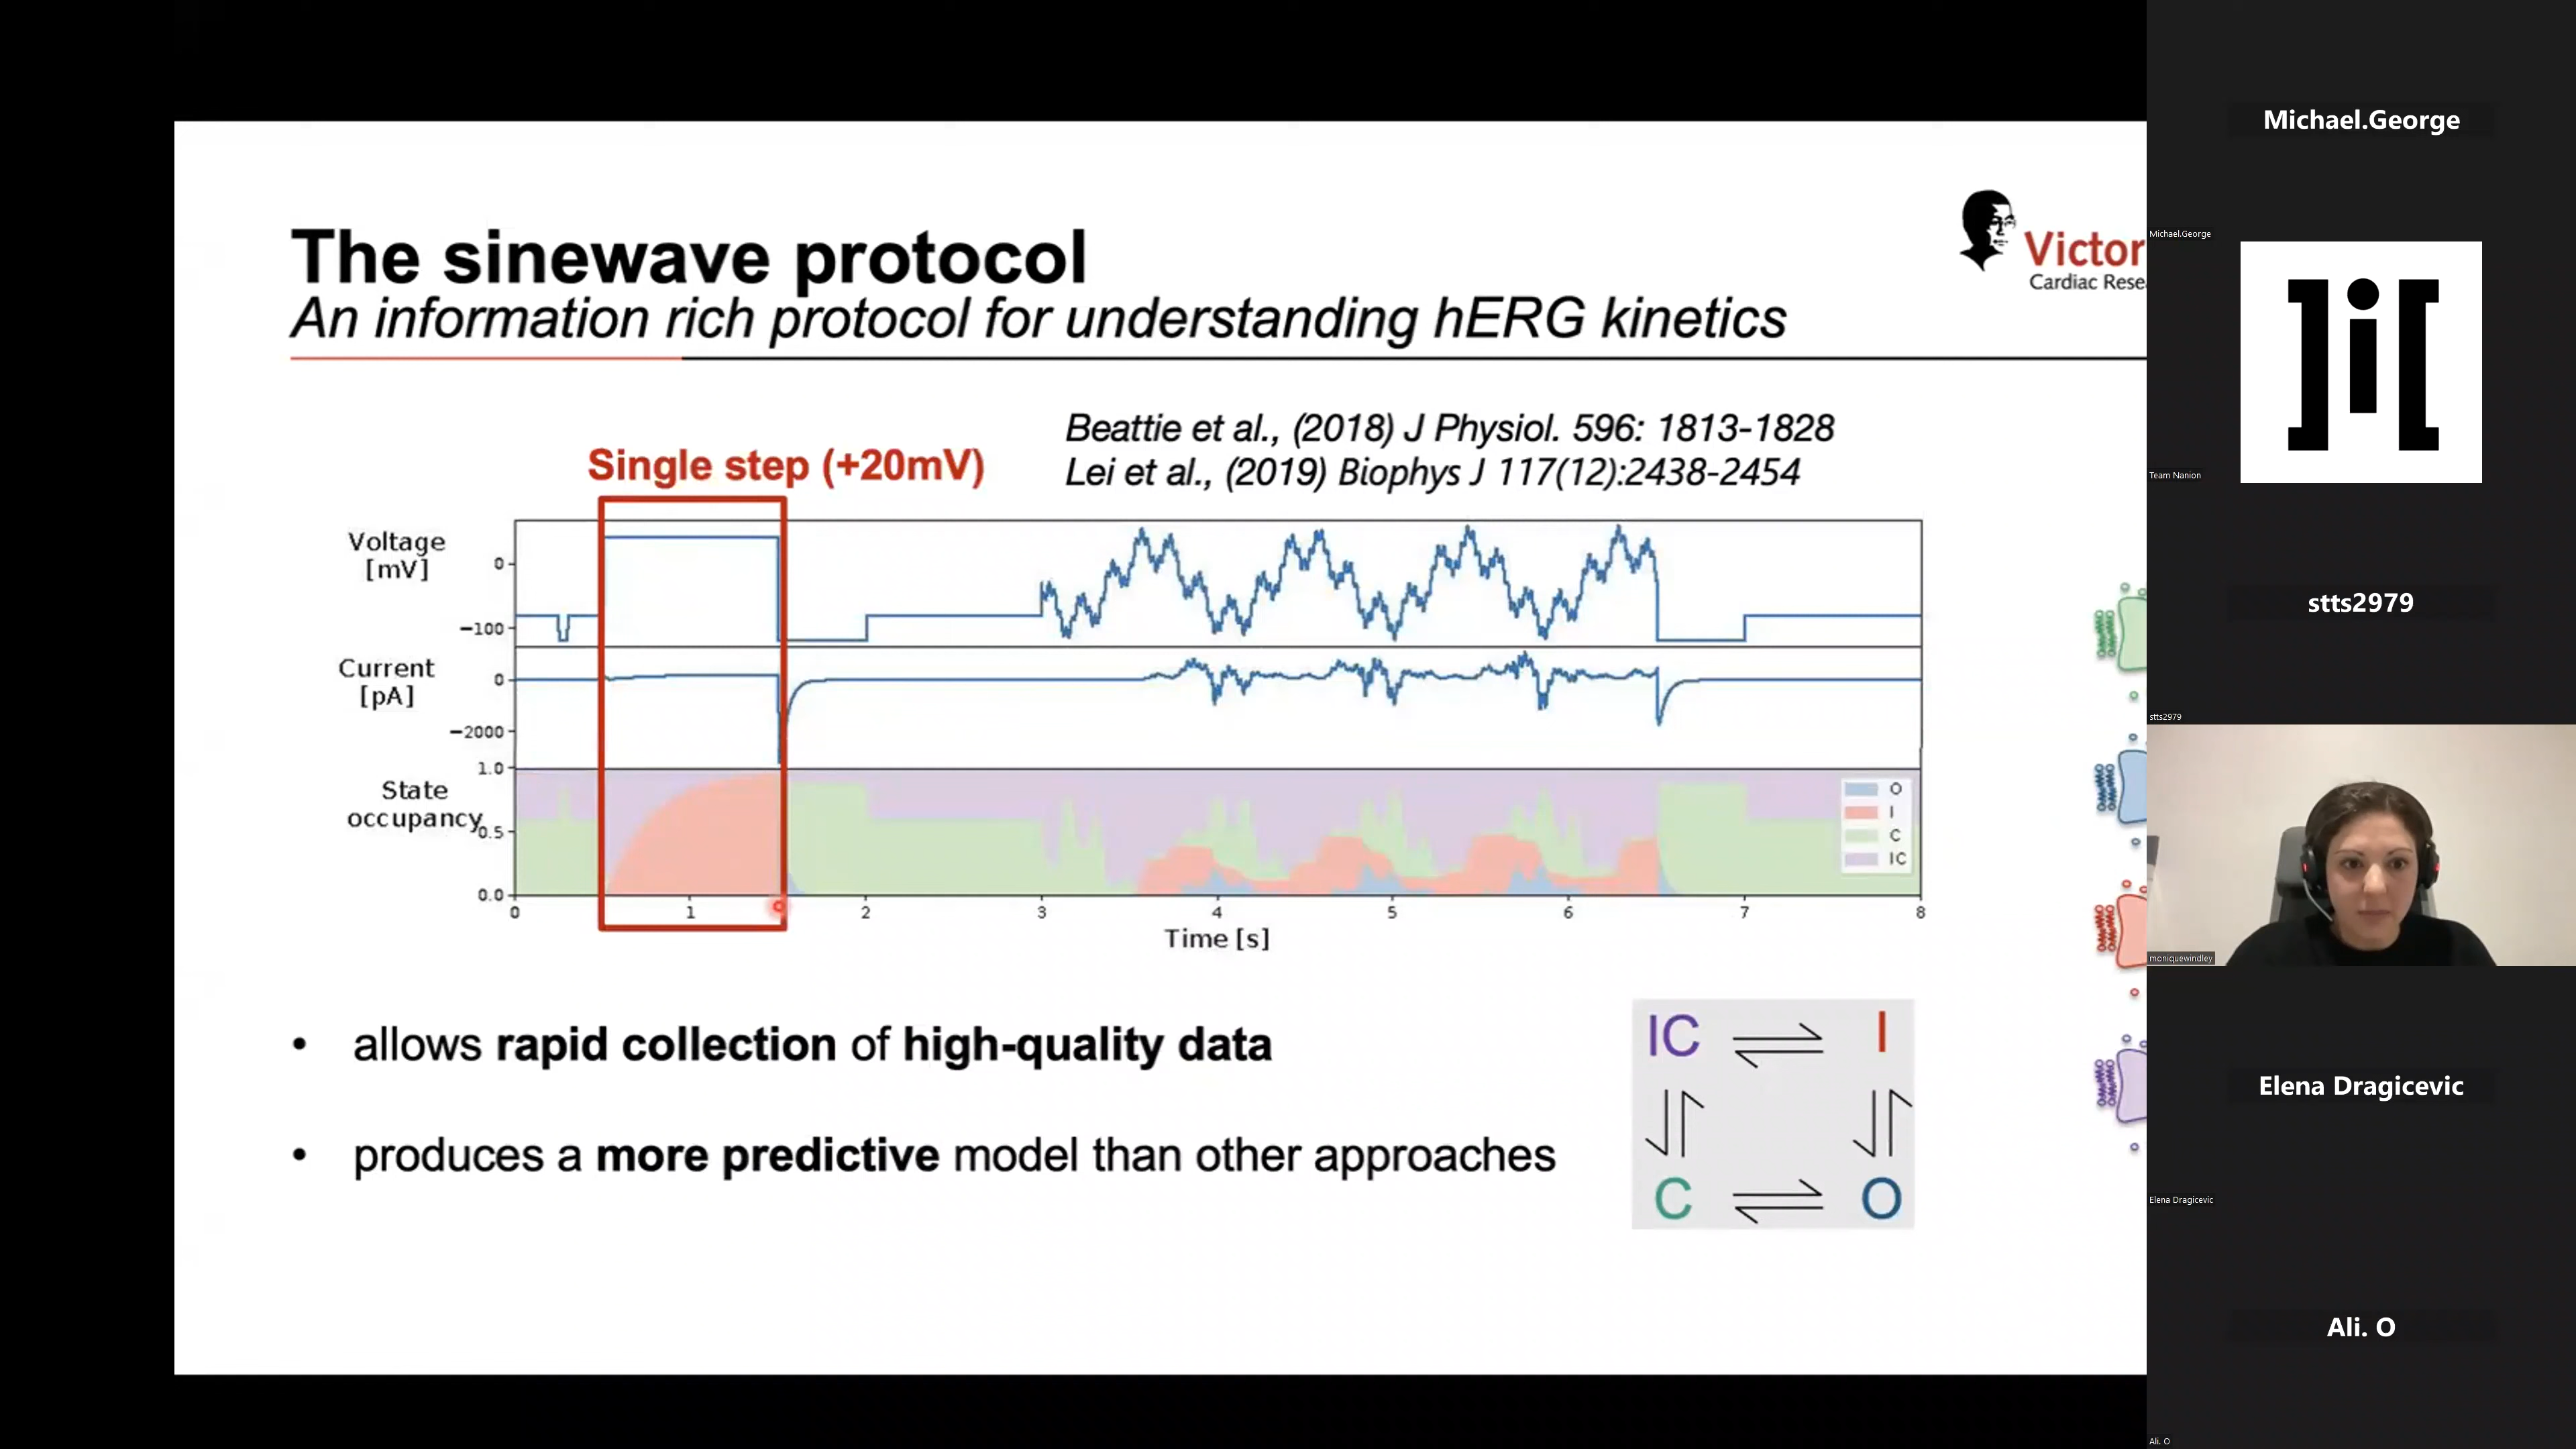 The sinewave protocol
An information rich protocol for understanding hERG kinetics
Victor
Cardiac Rese
Beattie et al., (2018) J Physiol. 596: 1813-1828
Lei et al., (2019) Biophys J 117(12):2438-2454
Single step (+20mV)
Voltage
[mV]
0
−100
Current
[pA]
0
−2000
State
occupancy
1.0
0.5
0.0
O
I
C
IC
0 1 2 3 4 5 6 7 8
Time [s]
• allows rapid collection of high-quality data
• produces a more predictive model than other approaches
IC I
C O
Michael.George
Michael.George
]i[
Team Nanion
stts2979
stts2979
moniquewindley
Elena Dragicevic
Elena Dragicevic
Ali. O
Ali. O